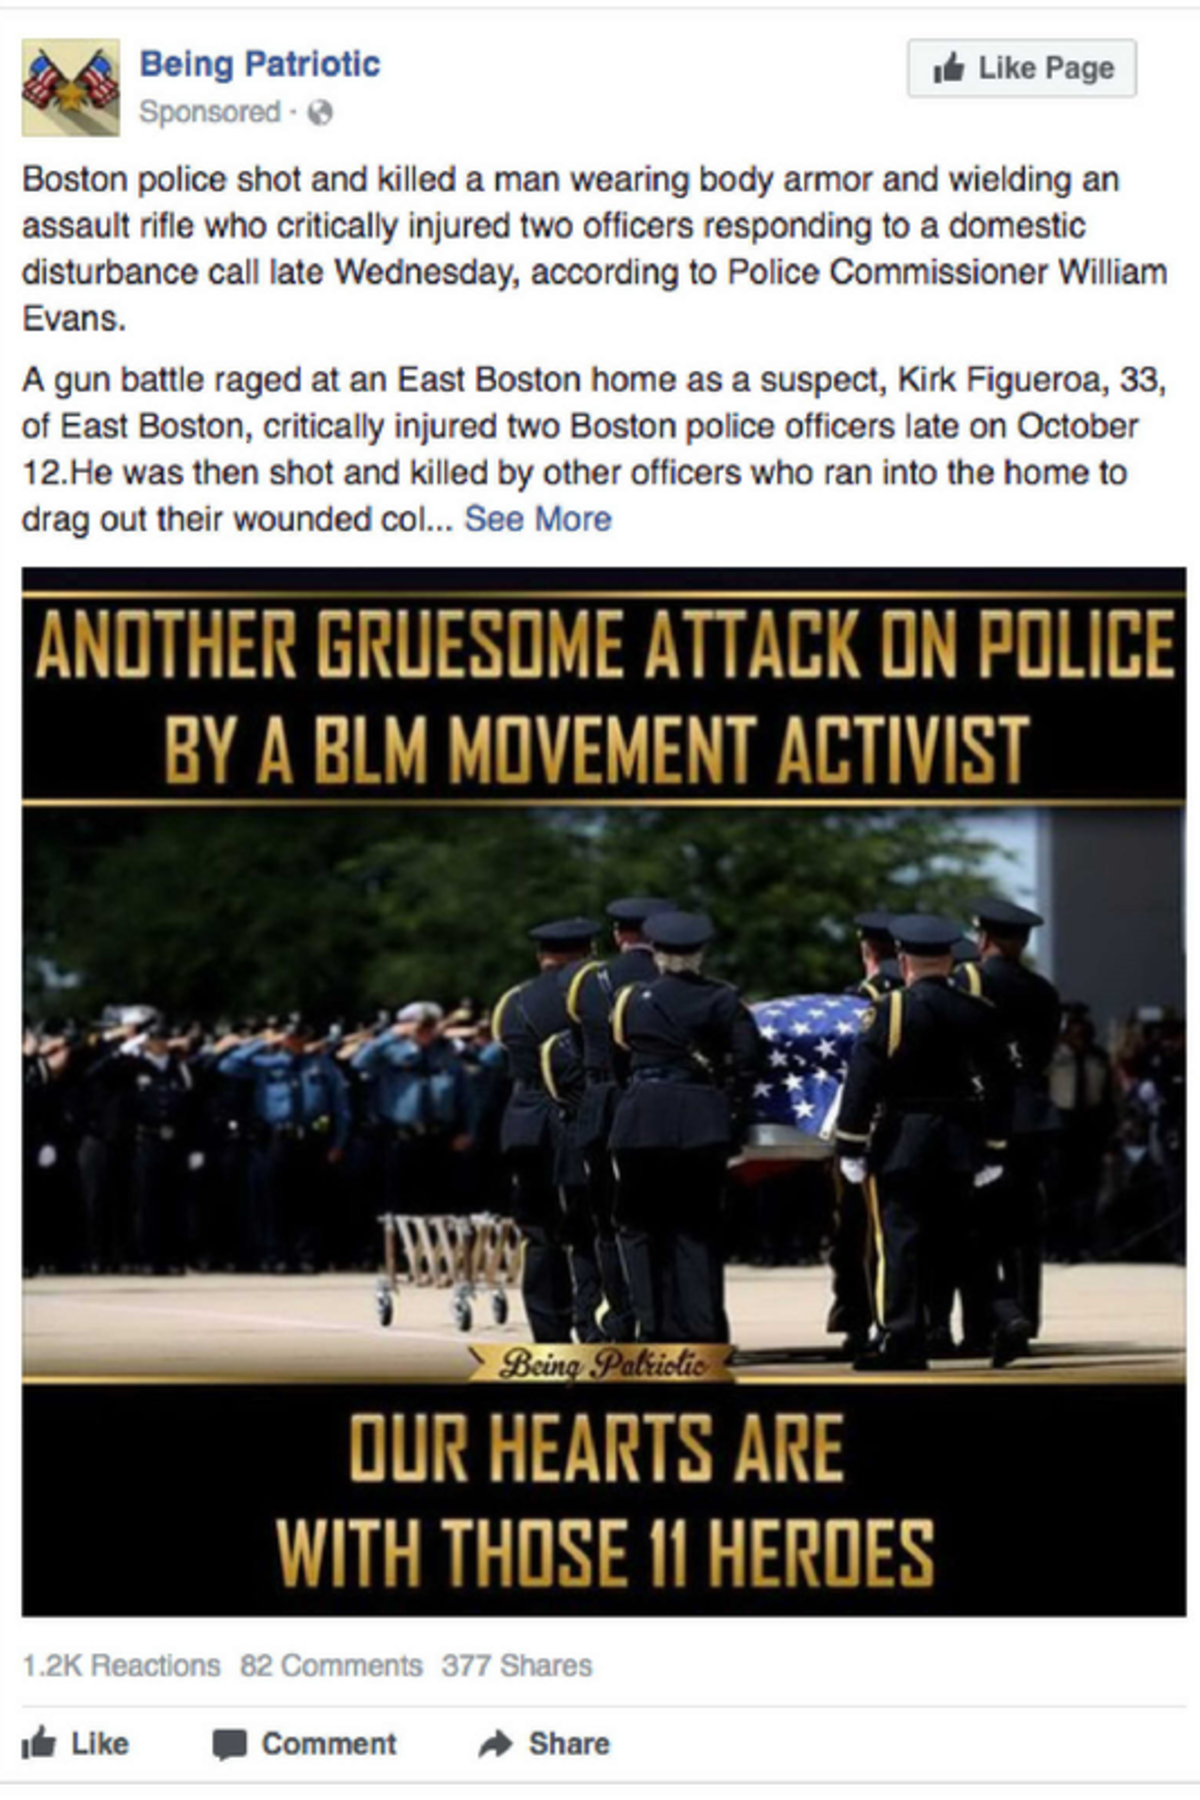 Being Patriotic
Like Page
Sponsored ·
Boston police shot and killed a man wearing body armor and wielding an
assault rifle who critically injured two officers responding to a domestic
disturbance call late Wednesday, according to Police Commissioner William
Evans.
A gun battle raged at an East Boston home as a suspect, Kirk Figueroa, 33,
of East Boston, critically injured two Boston police officers late on October
12.He was then shot and killed by other officers who ran into the home to
drag out their wounded col... See More
ANOTHER GRUESOME ATTACK ON POLICE
BY A BLM MOVEMENT ACTIVIST
Being Patriotic
OUR HEARTS ARE
WITH THOSE 11 HEROES
1.2K Reactions 82 Comments 377 Shares
Like Comment Share